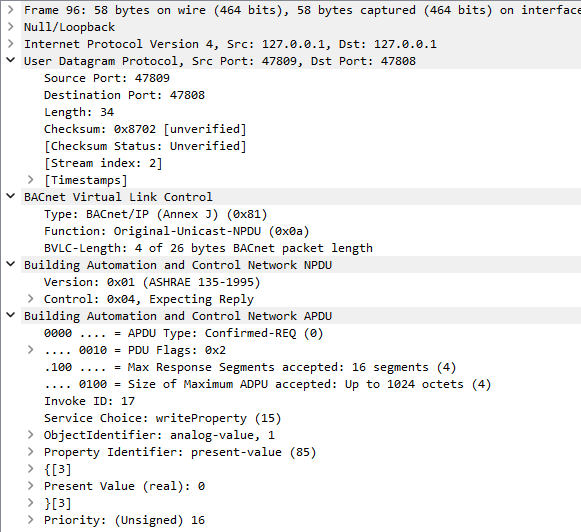 Frame 96: 58 bytes on wire (464 bits), 58 bytes captured (464 bits) on interface
Null/Loopback
Internet Protocol Version 4, Src: 127.0.0.1, Dst: 127.0.0.1
User Datagram Protocol, Src Port: 47809, Dst Port: 47808
Source Port: 47809
Destination Port: 47808
Length: 34
Checksum: 0x8702 [unverified]
[Checksum Status: Unverified]
[Stream index: 2]
[Timestamps]
BACnet Virtual Link Control
Type: BACnet/IP (Annex J) (0x81)
Function: Original-Unicast-NPDU (0x0a)
BVLC-Length: 4 of 26 bytes BACnet packet length
Building Automation and Control Network NPDU
Version: 0x01 (ASHRAE 135-1995)
Control: 0x04, Expecting Reply
Building Automation and Control Network APDU
0000 .... = APDU Type: Confirmed-REQ (0)
.... 0010 = PDU Flags: 0x2
.100 .... = Max Response Segments accepted: 16 segments (4)
.... 0100 = Size of Maximum ADPU accepted: Up to 1024 octets (4)
Invoke ID: 17
Service Choice: writeProperty (15)
ObjectIdentifier: analog-value, 1
Property Identifier: present-value (85)
{[3]
Present Value (real): 0
}[3]
Priority: (Unsigned) 16